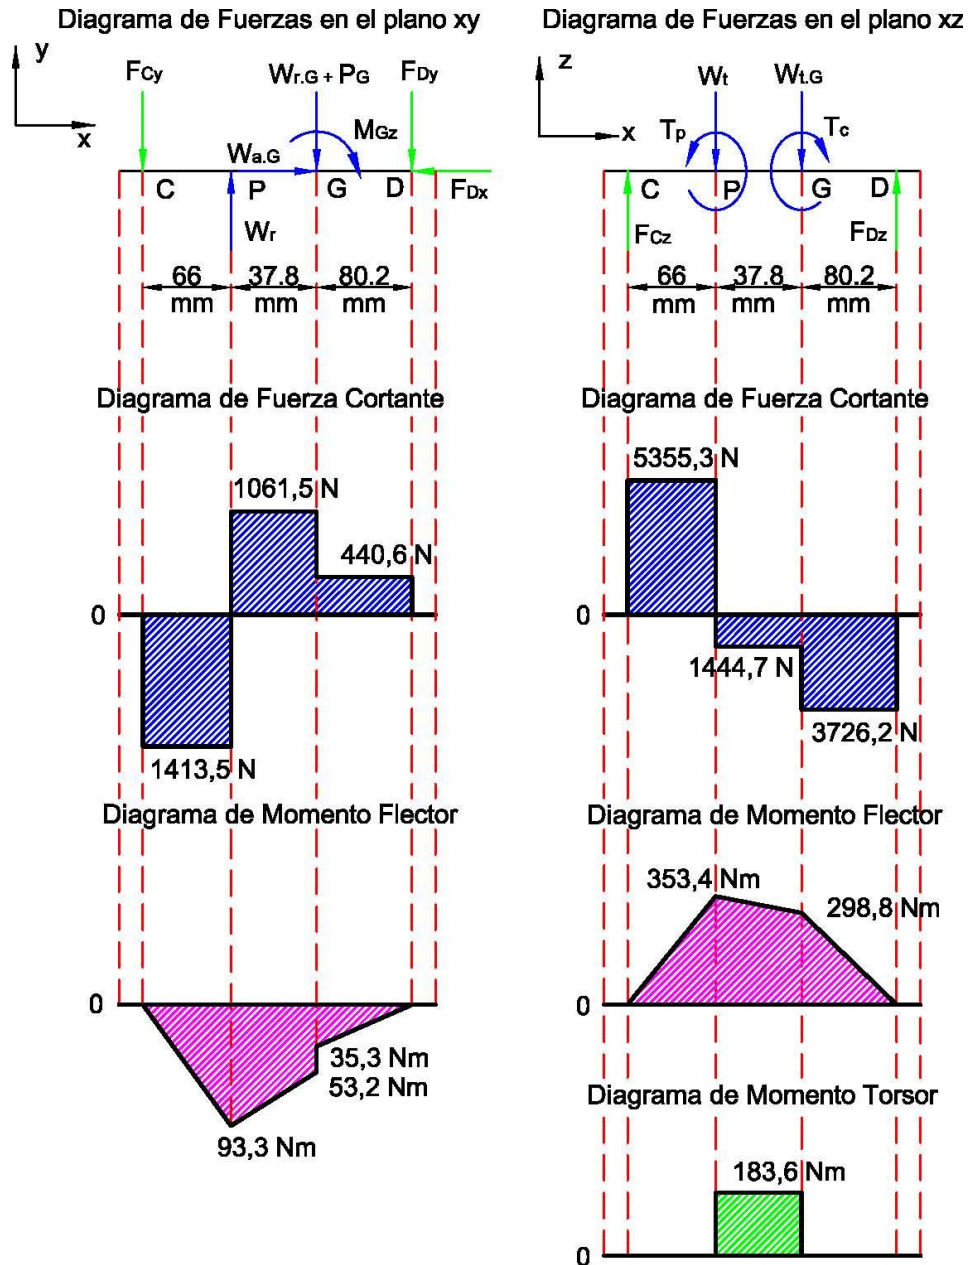 Diagrama de Fuerzas en el plano xy
y
x
FCy
Wr.G + PG
FDy
MGz
Wa.G
C
P
G
D
FDx
Wr
66
mm
37.8
mm
80.2
mm
Diagrama de Fuerza Cortante
1061,5 N
440,6 N
0
1413,5 N
Diagrama de Momento Flector
0
35,3 Nm
53,2 Nm
93,3 Nm
Diagrama de Fuerzas en el plano xz
z
x
Wt
Wt.G
Tp
Tc
C
P
G
D
FCz
FDz
66
mm
37.8
mm
80.2
mm
Diagrama de Fuerza Cortante
5355,3 N
0
1444,7 N
3726,2 N
Diagrama de Momento Flector
353,4 Nm
298,8 Nm
0
Diagrama de Momento Torsor
183,6 Nm
0